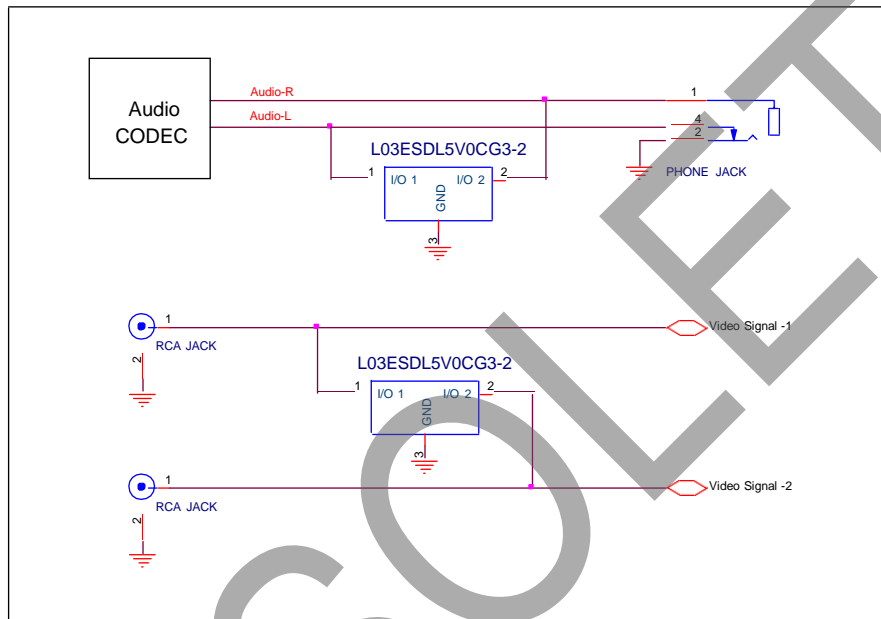 Audio
CODEC
Audio-R
Audio-L
1
4
2
PHONE JACK
L03ESDL5V0CG3-2
1
I/O 1
I/O 2
2
GND
3
1
RCA JACK
2
Video Signal -1
L03ESDL5V0CG3-2
1
I/O 1
I/O 2
2
GND
3
1
RCA JACK
2
Video Signal -2
SOLET